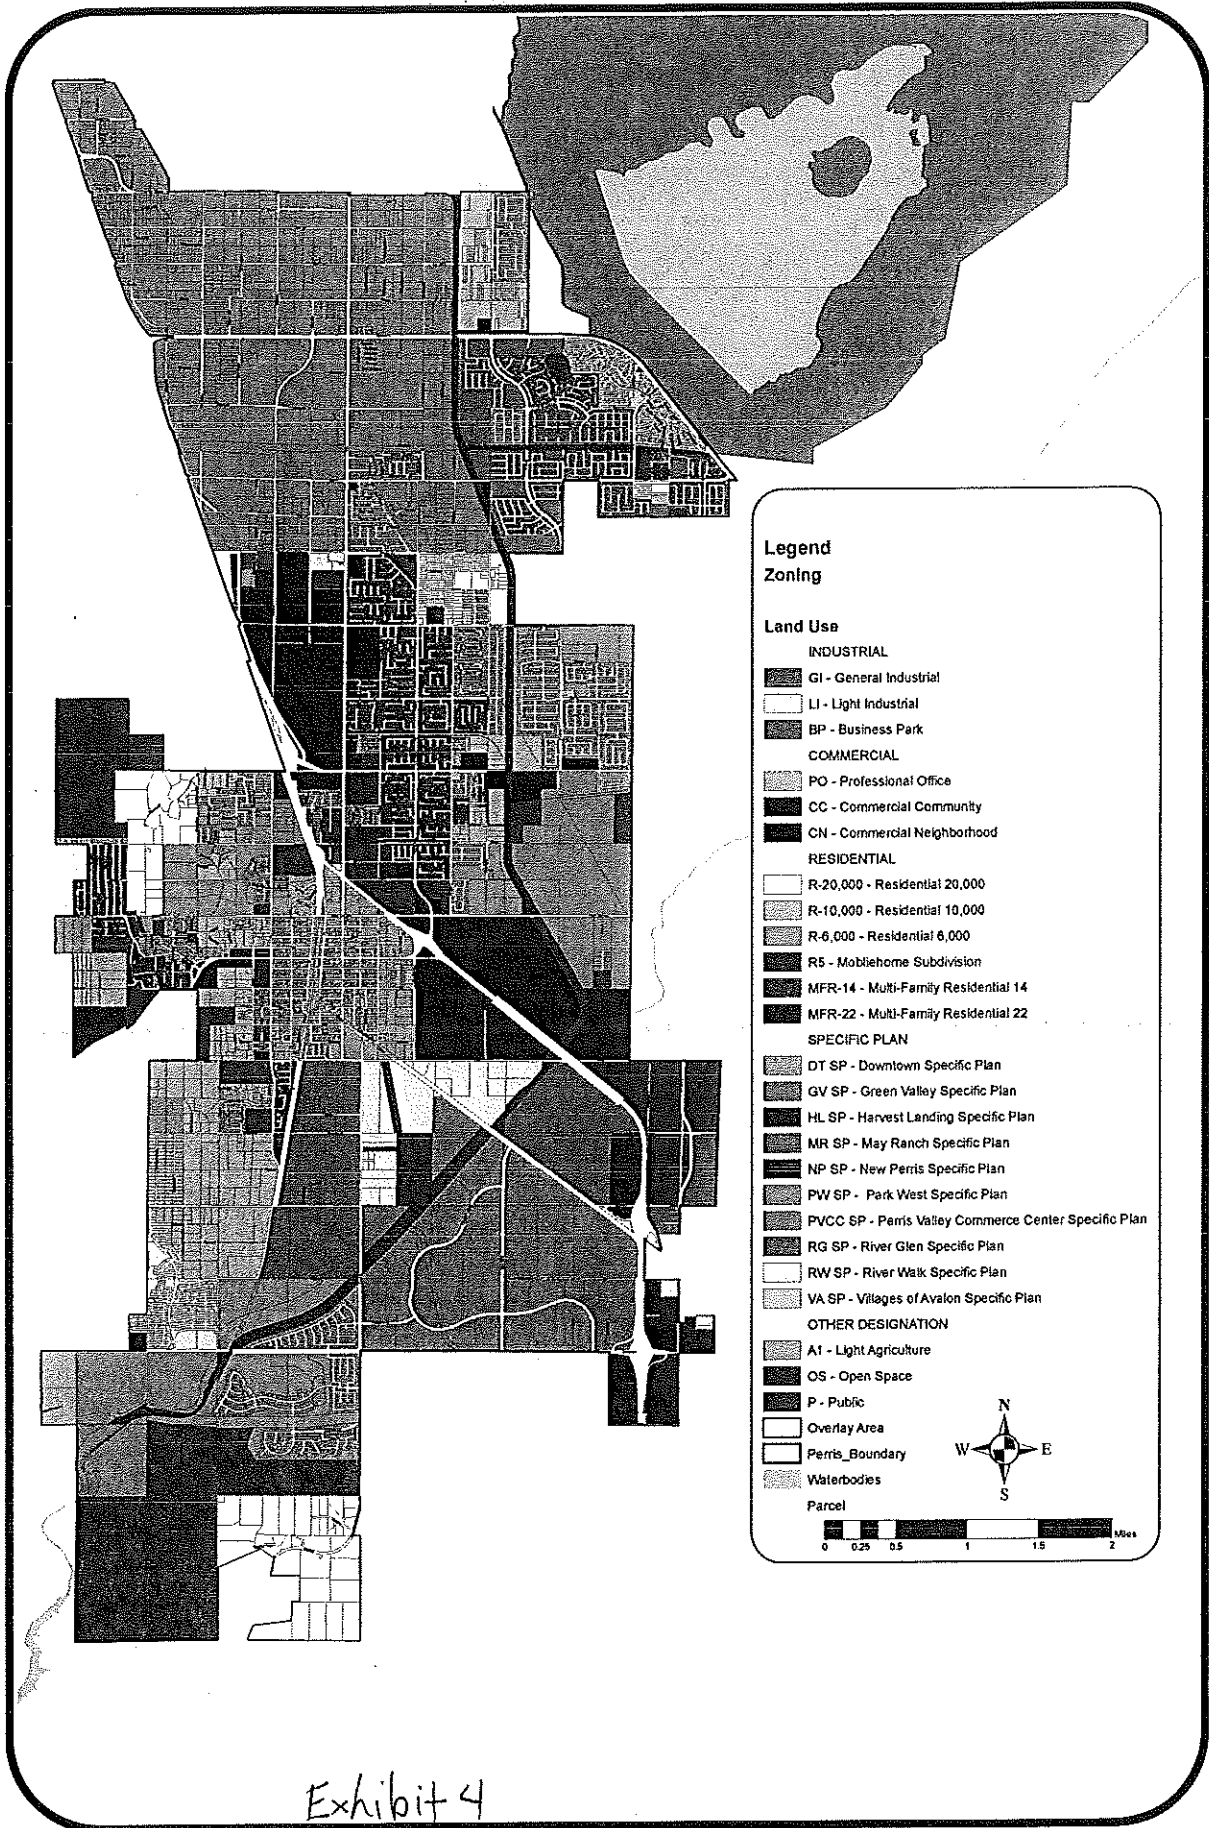 Legend
Zoning
Land Use
INDUSTRIAL
GI - General Industrial
LI - Light Industrial
BP - Business Park
COMMERCIAL
PO - Professional Office
CC - Commercial Community
CN - Commercial Neighborhood
RESIDENTIAL
R-20,000 - Residential 20,000
R-10,000 - Residential 10,000
R-6,000 - Residential 6,000
R5 - Mobilehome Subdivision
MFR-14 - Multi-Family Residential 14
MFR-22 - Multi-Family Residential 22
SPECIFIC PLAN
DT SP - Downtown Specific Plan
GV SP - Green Valley Specific Plan
HL SP - Harvest Landing Specific Plan
MR SP - May Ranch Specific Plan
NP SP - New Perris Specific Plan
PW SP - Park West Specific Plan
PVCC SP - Perris Valley Commerce Center Specific Plan
RG SP - River Glen Specific Plan
RW SP - River Walk Specific Plan
VA SP - Villages of Avalon Specific Plan
OTHER DESIGNATION
A1 - Light Agriculture
OS - Open Space
P - Public
Overlay Area
Perris_Boundary
Waterbodies
Parcel
N
W E
S
Miles
0 0.25 0.5 1 1.5 2
Exhibit 4